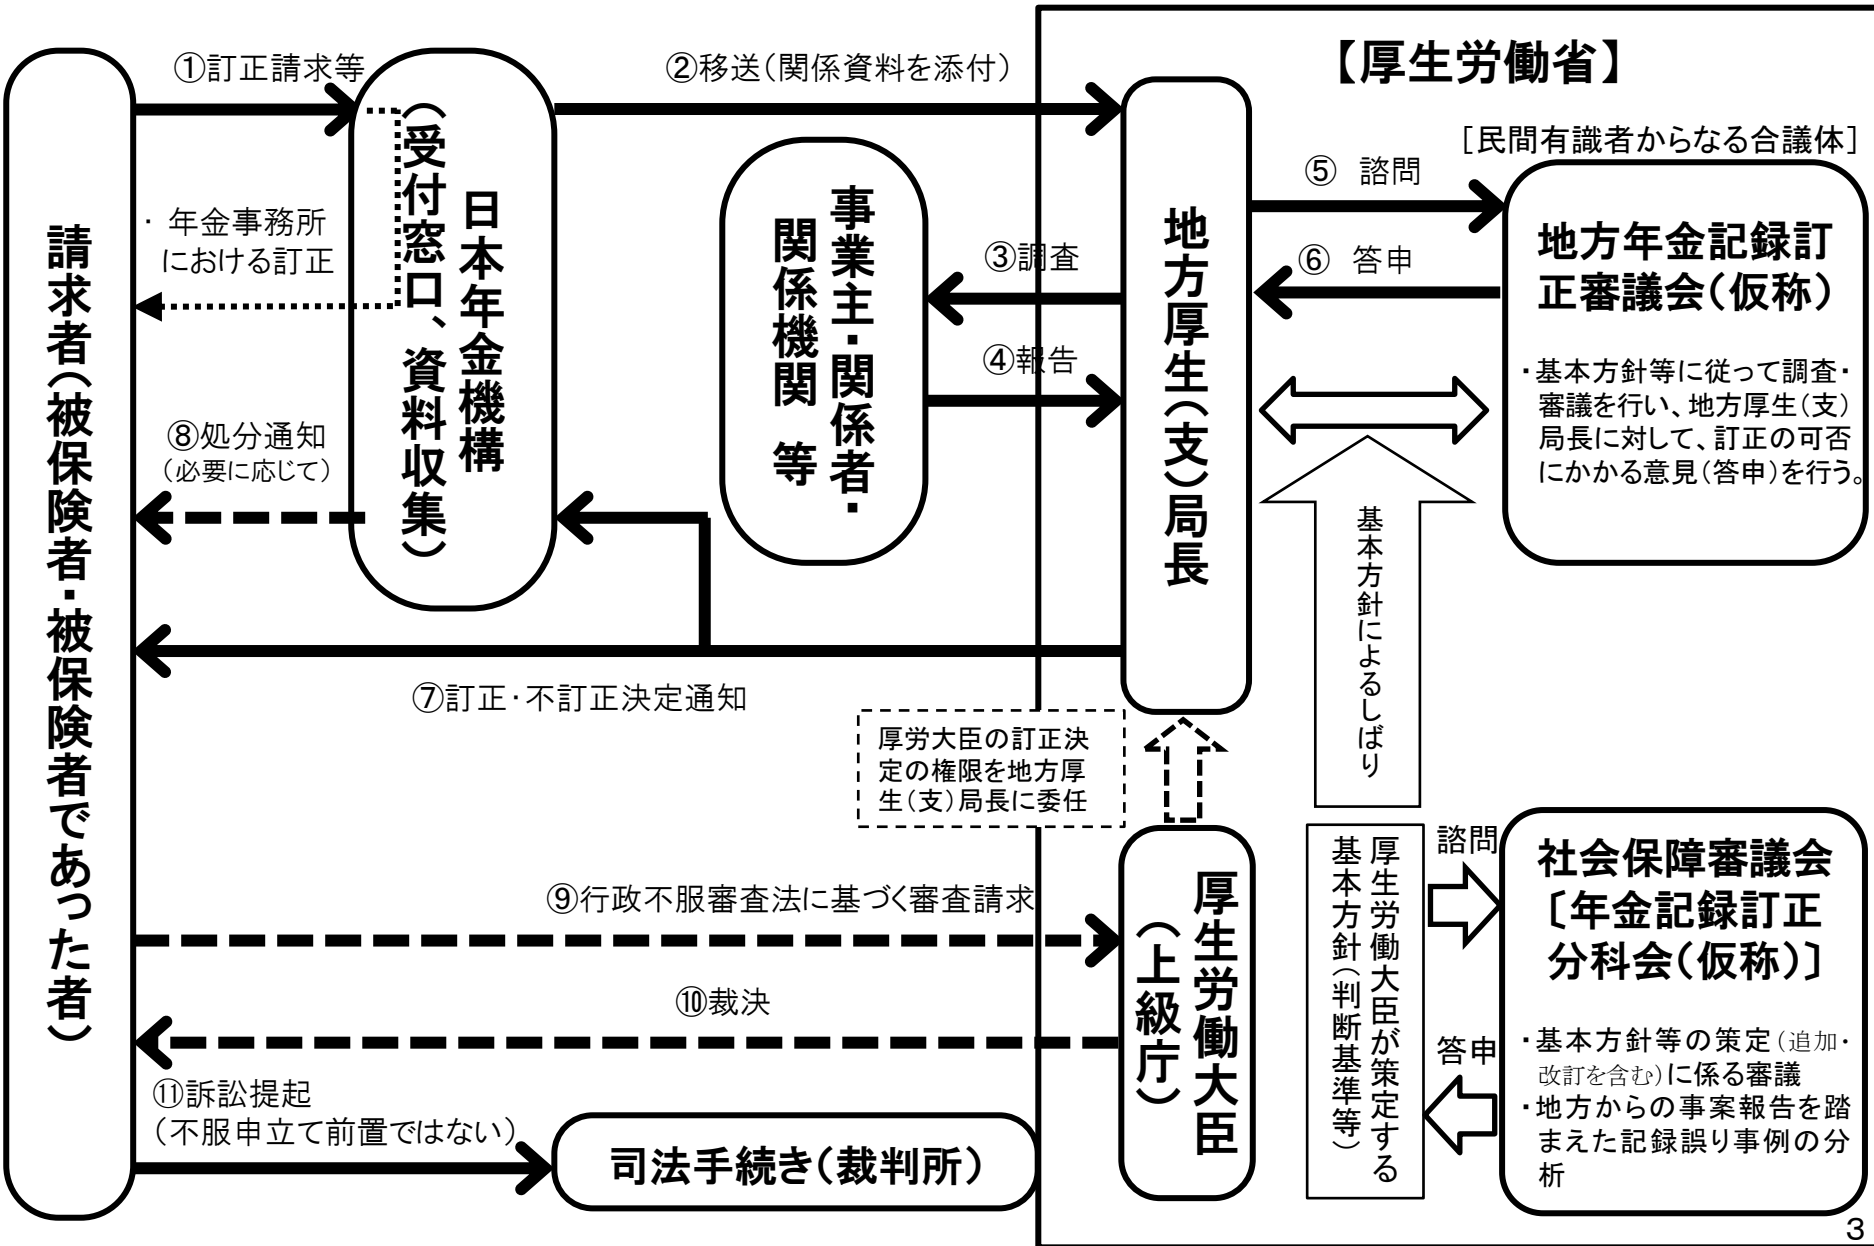 【厚生労働省】
①訂正請求等
②移送(関係資料を添付)
[民間有識者からなる合議体]
請求者(被保険者・被保険者であった者)
日本年金機構
(受付窓口、資料収集)
・ 年金事務所
における訂正
⑧処分通知
(必要に応じて)
事業主・関係者・
関係機関 等
③調査
④報告
地方厚生(支)局長
⑤ 諮問
⑥ 答申
地方年金記録訂
正審議会(仮称)
・基本方針等に従って調査・
審議を行い、地方厚生(支)
局長に対して、訂正の可否
にかかる意見(答申)を行う。
基本方針によるしばり
⑦訂正・不訂正決定通知
厚労大臣の訂正決
定の権限を地方厚
生(支)局長に委任
⑨行政不服審査法に基づく審査請求
⑩裁決
厚生労働大臣
(上級庁)
厚生労働大臣が策定する
基本方針(判断基準等)
諮問
答申
社会保障審議会
〔年金記録訂正
分科会(仮称)〕
・基本方針等の策定(追加・
改訂を含む)に係る審議
・地方からの事案報告を踏
まえた記録誤り事例の分
析
⑪訴訟提起
(不服申立て前置ではない)
司法手続き(裁判所)
3